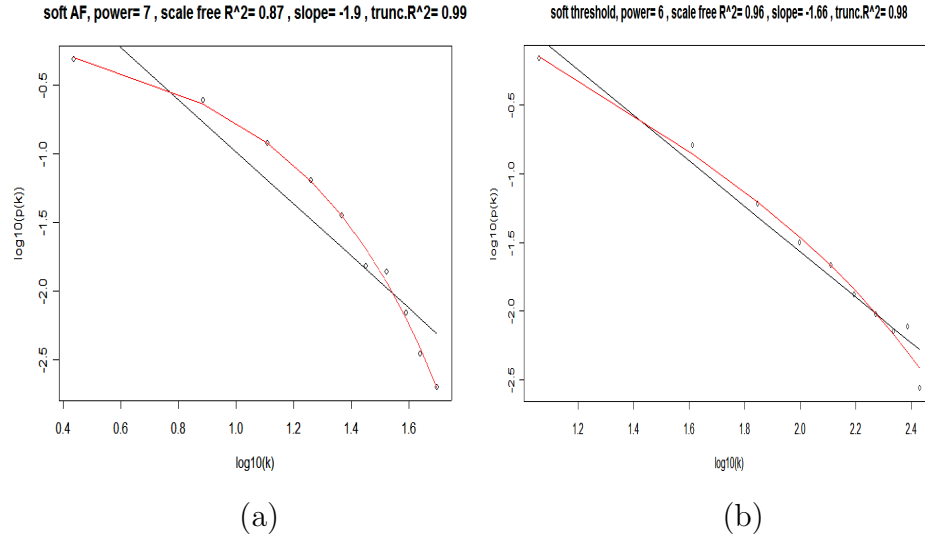 soft AF, power= 7 , scale free R^2= 0.87 , slope= -1.9 , trunc.R^2= 0.99
log10(p(k))
-0.5
-1.0
-1.5
-2.0
-2.5
0.4 0.6 0.8 1.0 1.2 1.4 1.6
log10(k)
(a)
soft threshold, power= 6 , scale free R^2= 0.96 , slope= -1.66 , trunc.R^2= 0.98
log10(p(k))
-0.5
-1.0
-1.5
-2.0
-2.5
1.2 1.4 1.6 1.8 2.0 2.2 2.4
log10(k)
(b)